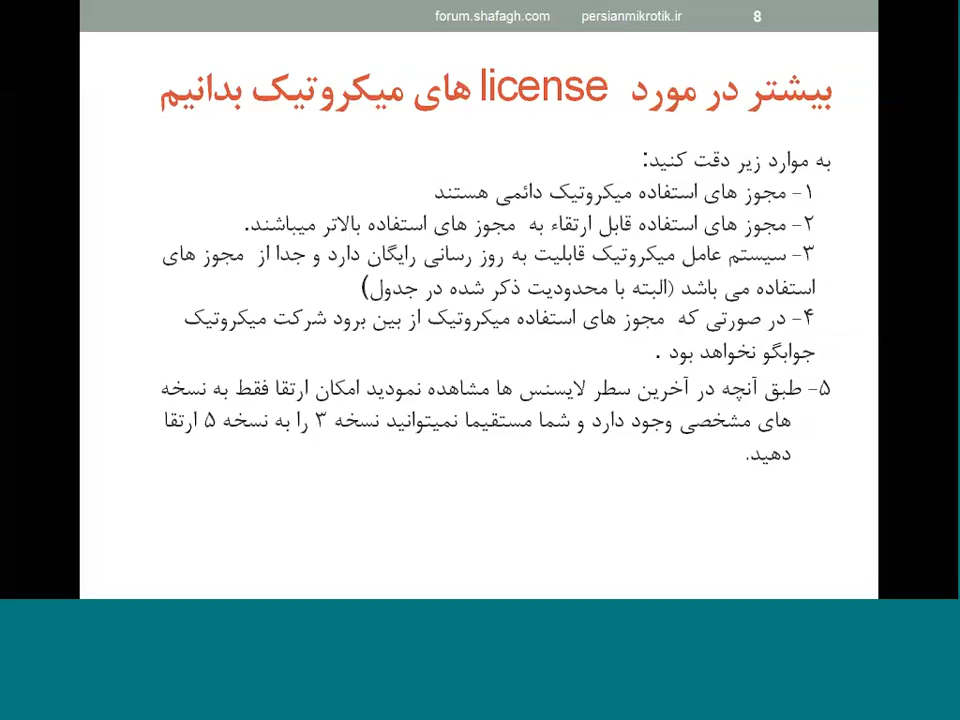 forum.shafagh.com persianmikrotik.ir 8
بیشتر در مورد license های میکروتیک بدانیم
به موارد زیر دقت کنید:
۱- مجوز های استفاده میکروتیک دائمی هستند
۲- مجوز های استفاده قابل ارتقاء به مجوز های استفاده بالاتر میباشند.
۳- سیستم عامل میکروتیک قابلیت به روز رسانی رایگان دارد و جدا از مجوز های
استفاده می باشد (البته با محدودیت ذکر شده در جدول)
۴- در صورتی که مجوز های استفاده میکروتیک از بین برود شرکت میکروتیک
جوابگو نخواهد بود .
۵- طبق آنچه در آخرین سطر لایسنس ها مشاهده نمودید امکان ارتقا فقط به نسخه
های مشخصی وجود دارد و شما مستقیما نمیتوانید نسخه ۳ را به نسخه ۵ ارتقا
دهید.